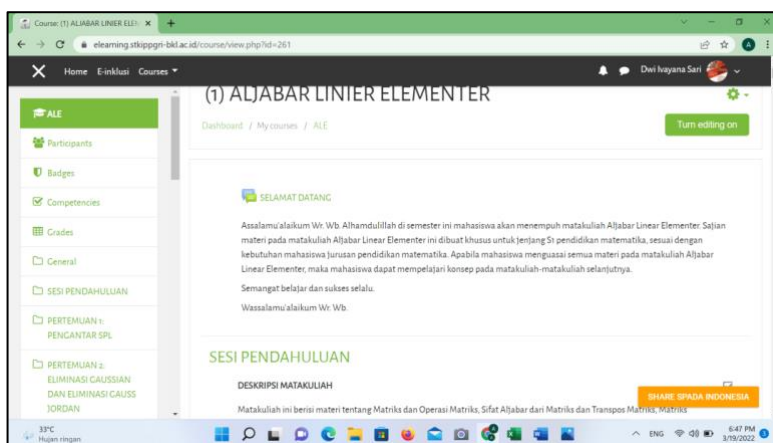 Course: (1) ALJABAR LINIER ELE
elearning.stkippgri-bkl.ac.id/course/view.php?id=261
A
Home E-inklusi Courses
Dwi Ivayana Sari
(1) ALJABAR LINIER ELEMENTER
Dashboard / My courses / ALE
Turn editing on
ALE
Participants
Badges
Competencies
Grades
General
SESI PENDAHULUAN
PERTEMUAN 1:
PENGANTAR SPL
PERTEMUAN 2:
ELIMINASI GAUSSIAN
DAN ELIMINASI GAUSS
JORDAN
SELAMAT DATANG
Assalamu'alaikum Wr. Wb. Alhamdulillah di semester ini mahasiswa akan menempuh matakuliah Aljabar Linear Elementer. Sajian
materi pada matakuliah Aljabar Linear Elementer ini dibuat khusus untuk jenjang S1 pendidikan matematika, sesuai dengan
kebutuhan mahasiswa jurusan pendidikan matematika. Apabila mahasiswa menguasai semua materi pada matakuliah Aljabar
Linear Elementer, maka mahasiswa dapat mempelajari konsep pada matakuliah-matakuliah selanjutnya.
Semangat belajar dan sukses selalu.
Wassalamu'alaikum Wr. Wb.
SESI PENDAHULUAN
DESKRIPSI MATAKULIAH
Matakuliah ini berisi materi tentang Matriks dan Operasi Matriks, Sifat Aljabar dari Matriks dan Transpos Matriks, Matriks
SHARE SPADA INDONESIA
33°C
Hujan ringan
ENG
6:47 PM
3/19/2022